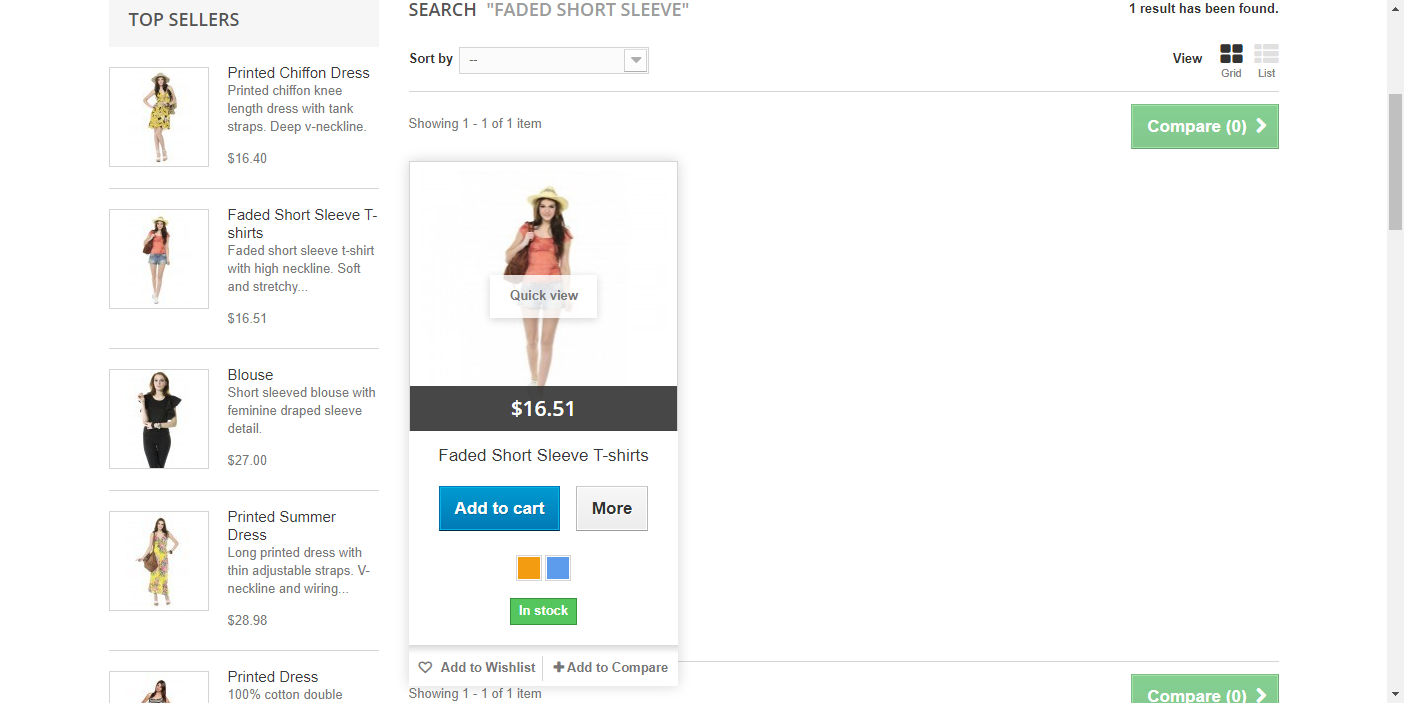 TOP SELLERS
Printed Chiffon Dress
Printed chiffon knee
length dress with tank
straps. Deep v-neckline.
$16.40
Faded Short Sleeve T-
shirts
Faded short sleeve t-shirt
with high neckline. Soft
and stretchy...
$16.51
Blouse
Short sleeved blouse with
feminine draped sleeve
detail.
$27.00
Printed Summer
Dress
Long printed dress with
thin adjustable straps. V-
neckline and wiring...
$28.98
Printed Dress
100% cotton double
SEARCH "FADED SHORT SLEEVE"
1 result has been found.
Sort by --
View
Grid
List
Showing 1 - 1 of 1 item
Compare (0)
Quick view
$16.51
Faded Short Sleeve T-shirts
Add to cart
More
In stock
Add to Wishlist
Add to Compare
Showing 1 - 1 of 1 item
Compare (0)